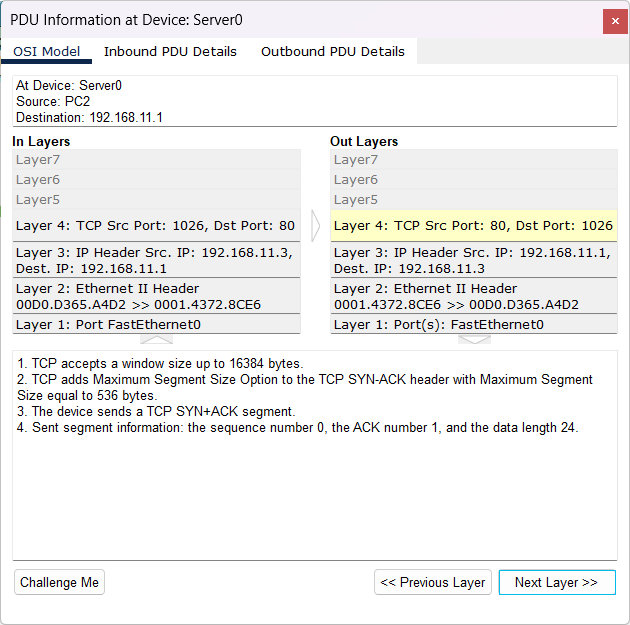 PDU Information at Device: Server0
OSI Model
Inbound PDU Details
Outbound PDU Details
At Device: Server0
Source: PC2
Destination: 192.168.11.1
In Layers
Layer7
Layer6
Layer5
Layer 4: TCP Src Port: 1026, Dst Port: 80
Layer 3: IP Header Src. IP: 192.168.11.3,
Dest. IP: 192.168.11.1
Layer 2: Ethernet II Header
00D0.D365.A4D2 >> 0001.4372.8CE6
Layer 1: Port FastEthernet0
Out Layers
Layer7
Layer6
Layer5
Layer 4: TCP Src Port: 80, Dst Port: 1026
Layer 3: IP Header Src. IP: 192.168.11.1,
Dest. IP: 192.168.11.3
Layer 2: Ethernet II Header
0001.4372.8CE6 >> 00D0.D365.A4D2
Layer 1: Port(s): FastEthernet0
1. TCP accepts a window size up to 16384 bytes.
2. TCP adds Maximum Segment Size Option to the TCP SYN-ACK header with Maximum Segment
Size equal to 536 bytes.
3. The device sends a TCP SYN+ACK segment.
4. Sent segment information: the sequence number 0, the ACK number 1, and the data length 24.
Challenge Me
<< Previous Layer
Next Layer >>